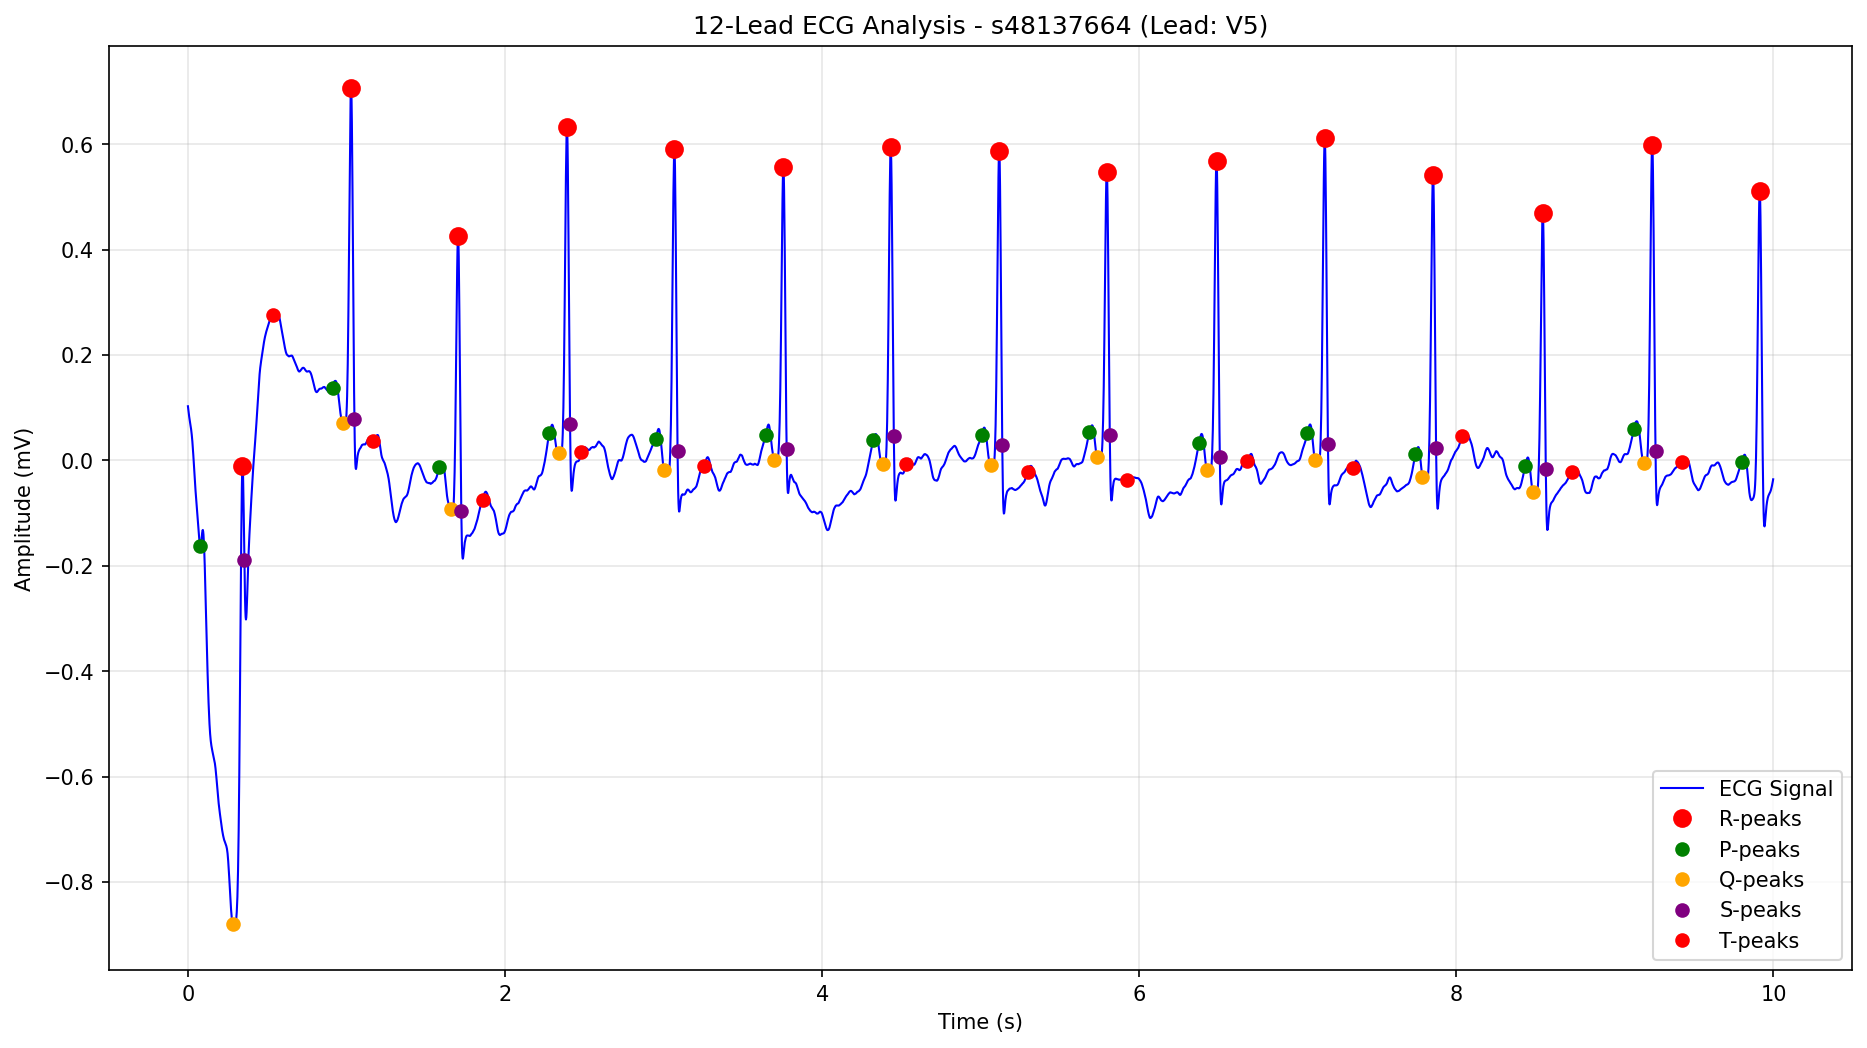 12-Lead ECG Analysis - s48137664 (Lead: V5)
Amplitude (mV)
0.6
0.4
0.2
0.0
−0.2
−0.4
−0.6
−0.8
0 2 4 6 8 10
Time (s)
ECG Signal
R-peaks
P-peaks
Q-peaks
S-peaks
T-peaks